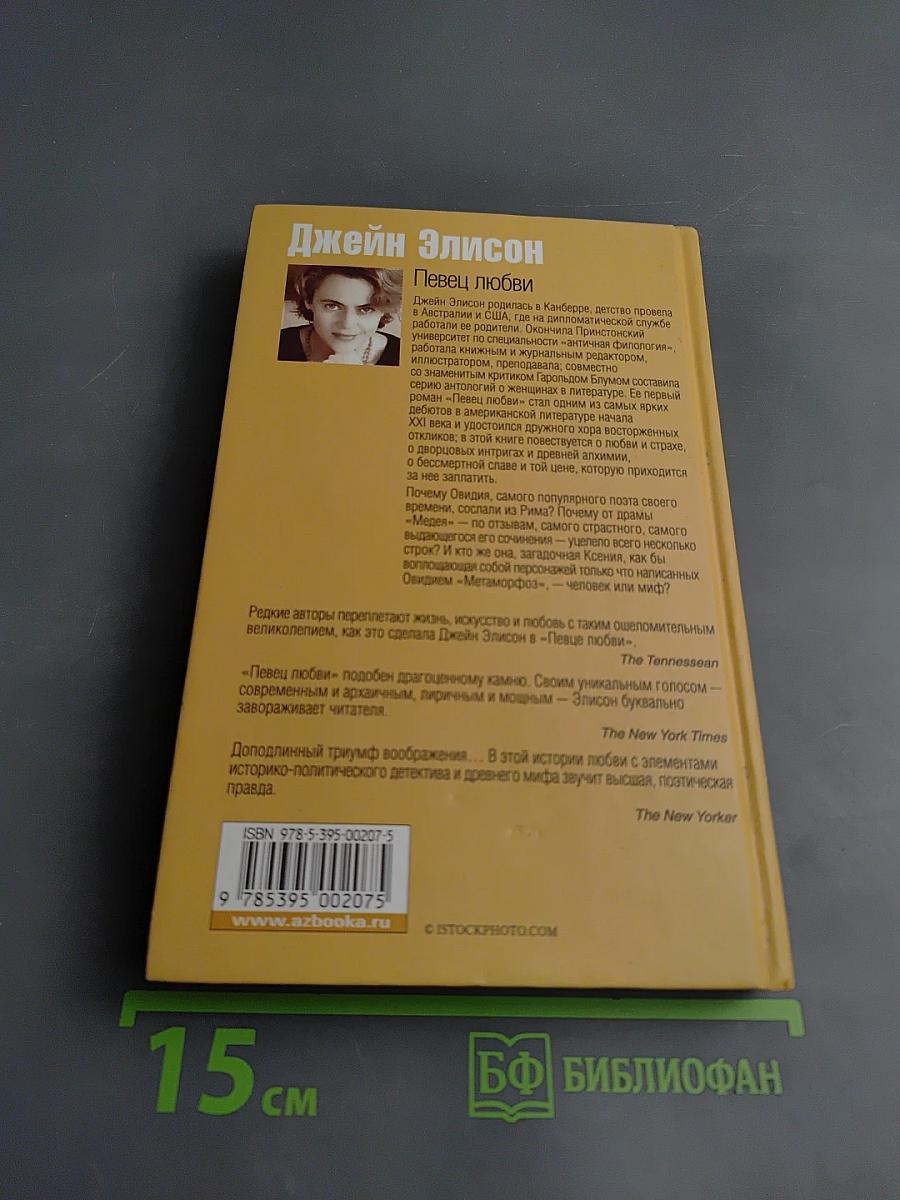 Джейн Элисон
Певец любви
Джейн Элисон родилась в Канберре, детство провела
в Австралии и США, где на дипломатической службе
работали ее родители. Окончила Принстонский
университет по специальности «античная филология»,
работала книжным и журнальным редактором,
иллюстратором, преподавала; совместно
со знаменитым критиком Гарольдом Блумом составила
серию антологий о женщинах в литературе. Ее первый
роман «Певец любви» стал одним из самых ярких
дебютов в американской литературе начала
XXI века и удостоился дружного хора восторженных
откликов; в этой книге повествуется о любви и страхе,
о дворцовых интригах и древней алхимии,
о бессмертной славе и той цене, которую приходится
за нее заплатить.
Почему Овидия, самого популярного поэта своего
времени, сослали из Рима? Почему от драмы
«Медея» — по отзывам, самого страстного, самого
выдающегося его сочинения — уцелело всего несколько
строк? И кто же она, загадочная Ксения, как бы
воплощающая собой персонажей только что написанных
Овидием «Метаморфоз», — человек или миф?
Редкие авторы переплетают жизнь, искусство и любовь с таким ошеломительным
великолепием, как это сделала Джейн Элисон в «Певце любви».
The Tennessean
«Певец любви» подобен драгоценному камню. Своим уникальным голосом —
современным и архаичным, лиричным и мощным — Элисон буквально
завораживает читателя.
The New York Times
Доподлинный триумф воображения... В этой истории любви с элементами
историко-политического детектива и древнего мифа звучит высшая, поэтическая
правда.
The New Yorker
ISBN 978-5-395-00207-5
9 785395 002075
www.azbooka.ru
© ISTOCKPHOTO.COM
15 см
БФ БИБЛИОФАН